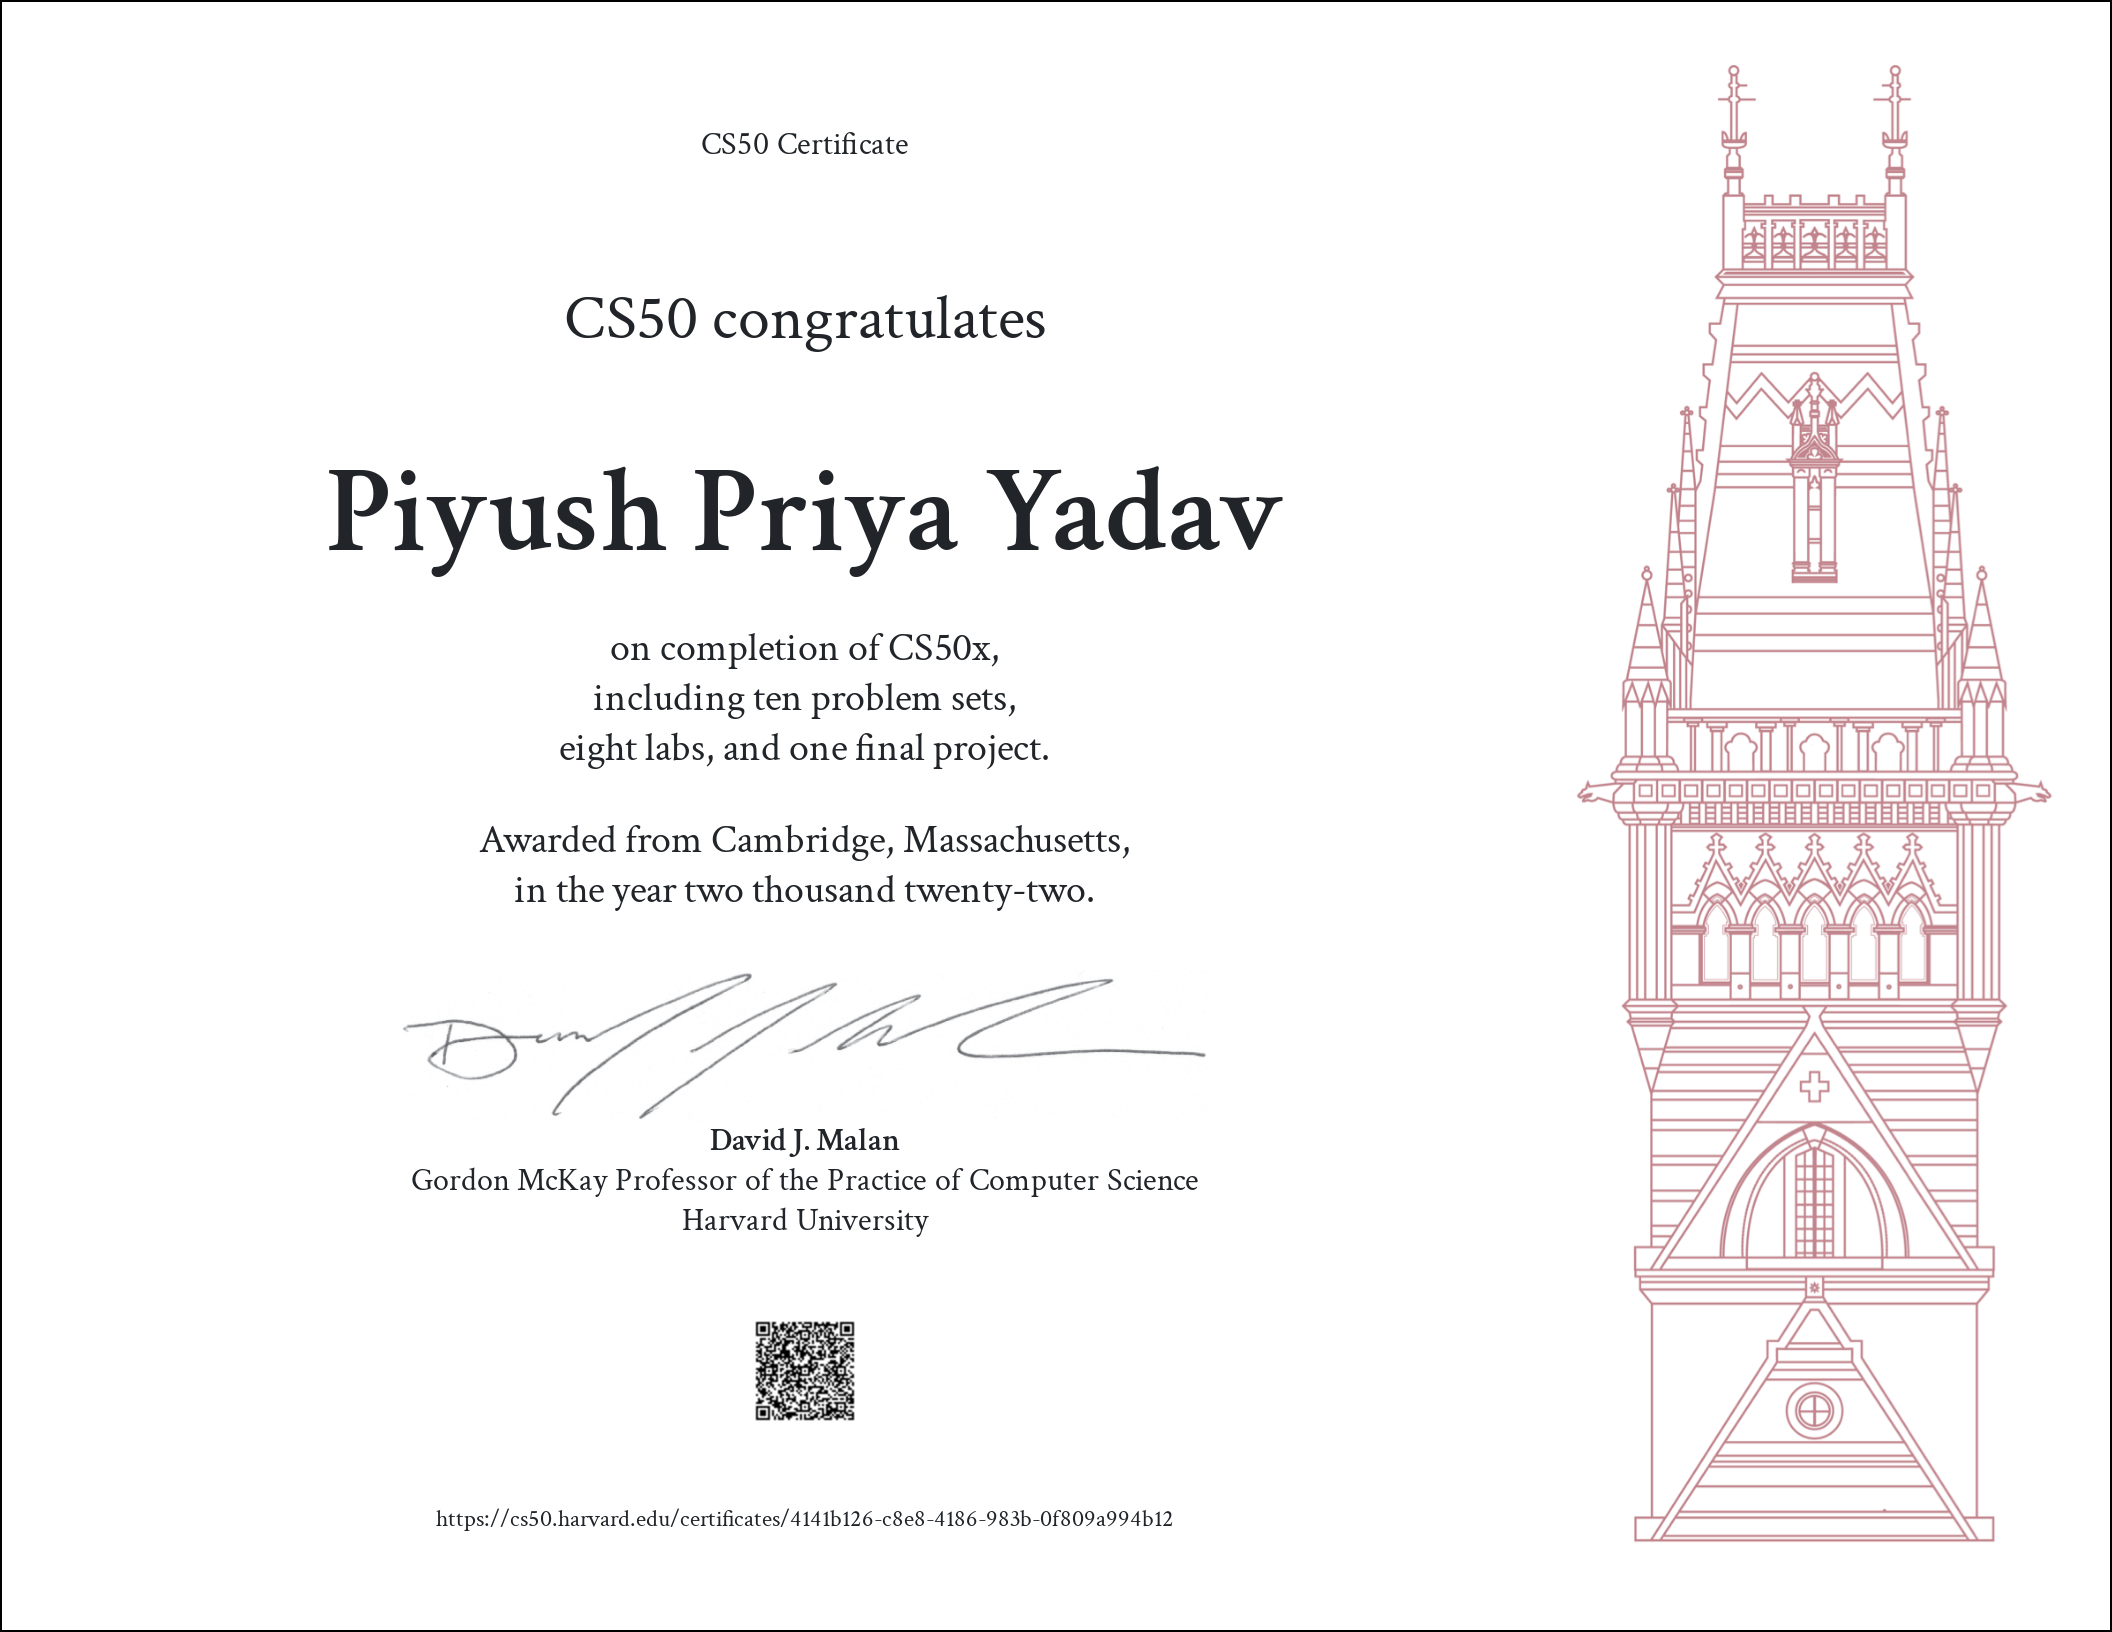 CS50 Certificate
CS50 congratulates
Piyush Priya Yadav
on completion of CS50x,
including ten problem sets,
eight labs, and one final project.
Awarded from Cambridge, Massachusetts,
in the year two thousand twenty-two.
David J. Malan
Gordon McKay Professor of the Practice of Computer Science
Harvard University
https://cs50.harvard.edu/certificates/4141b126-c8e8-4186-983b-0f809a994b12